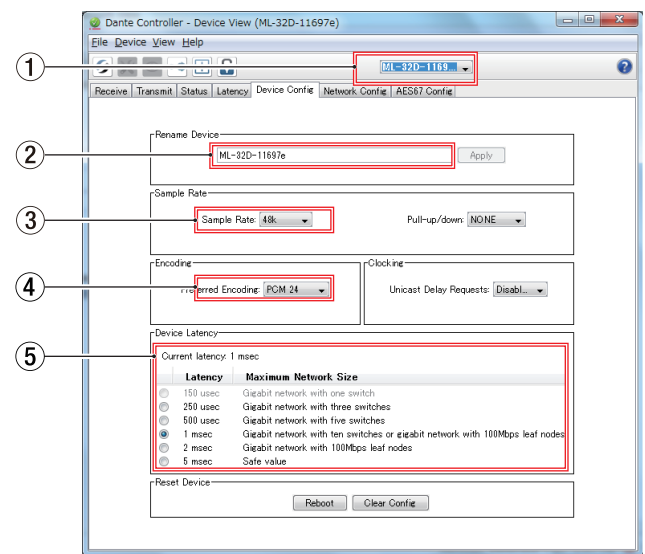 Dante Controller - Device View (ML-32D-11697e)
File Device View Help
1
ML-32D-1169...
Receive Transmit Status Latency Device Config Network Config AES67 Config
Rename Device
2
ML-32D-11697e
Apply
Sample Rate
3
Sample Rate: 48k
Pull-up/down: NONE
Encoding
Clocking
4
Preferred Encoding: PCM 24
Unicast Delay Requests: Disabl...
Device Latency
5
Current latency: 1 msec
Latency Maximum Network Size
150 usec Gigabit network with one switch
250 usec Gigabit network with three switches
500 usec Gigabit network with five switches
1 msec Gigabit network with ten switches or gigabit network with 100Mbps leaf nodes
2 msec Gigabit network with 100Mbps leaf nodes
5 msec Safe value
Reset Device
Reboot Clear Config